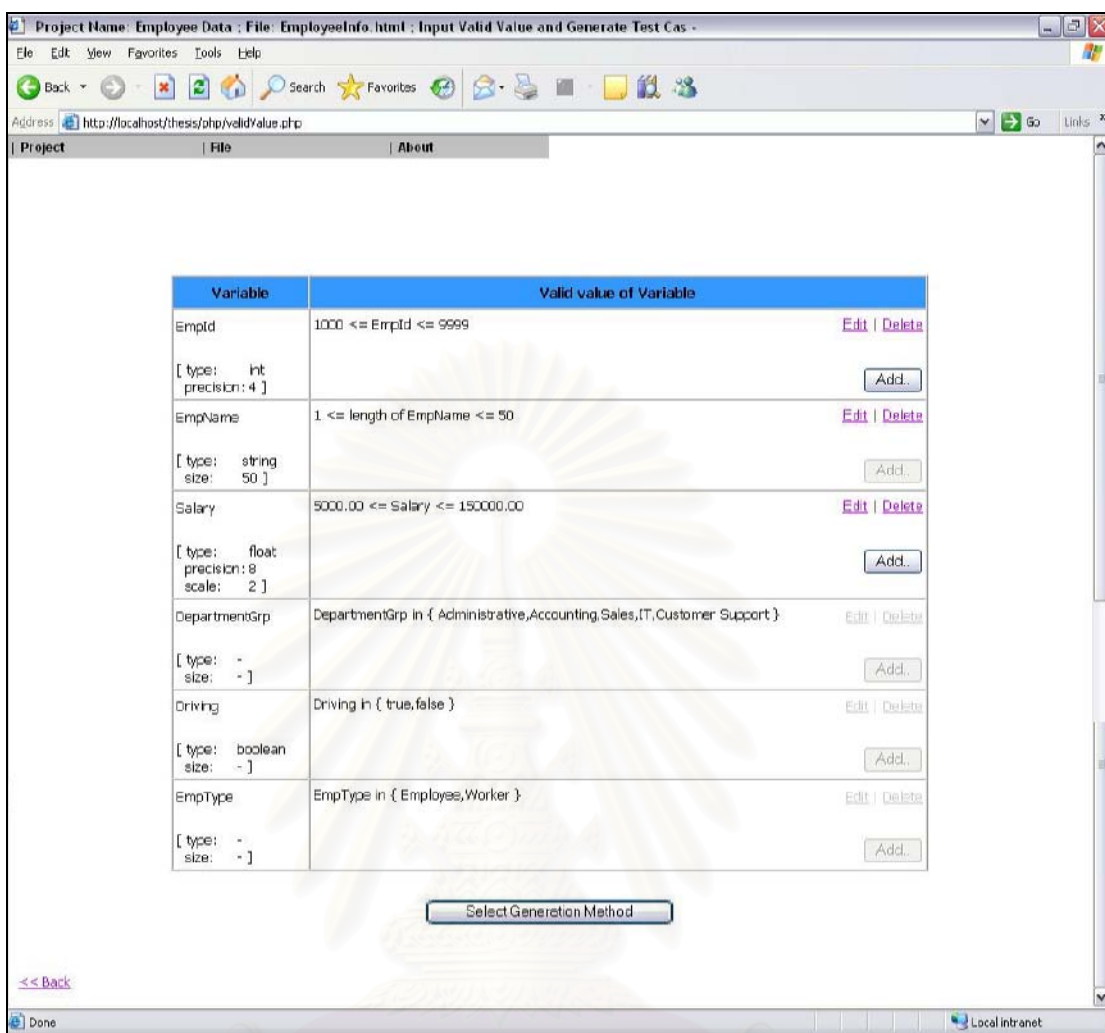 Project Name: Employee Data ; File: EmployeeInfo.html ; Input Valid Value and Generate Test Cas -
File Edit View Favorites Tools Help
Back Search Favorites
Address http://localhost/thesis/php/validValue.php Go Links
| Project | File | About
Variable Valid value of Variable
EmpId 1000 <= EmpId <= 9999 Edit | Delete
[ type: int
precision: 4 ] Add..
EmpName 1 <= length of EmpName <= 50 Edit | Delete
[ type: string
size: 50 ] Add..
Salary 5000.00 <= Salary <= 150000.00 Edit | Delete
[ type: float
precision: 8 Add..
scale: 2 ]
DepartmentGrp DepartmentGrp in { Administrative,Accounting,Sales,IT,Customer Support } Edit | Delete
[ type: -
size: - ] Add..
Driving Driving in { true,false } Edit | Delete
[ type: boolean
size: - ] Add..
EmpType EmpType in { Employee,Worker } Edit | Delete
[ type: -
size: - ] Add..
Select Generation Method
<< Back
Done Local intranet